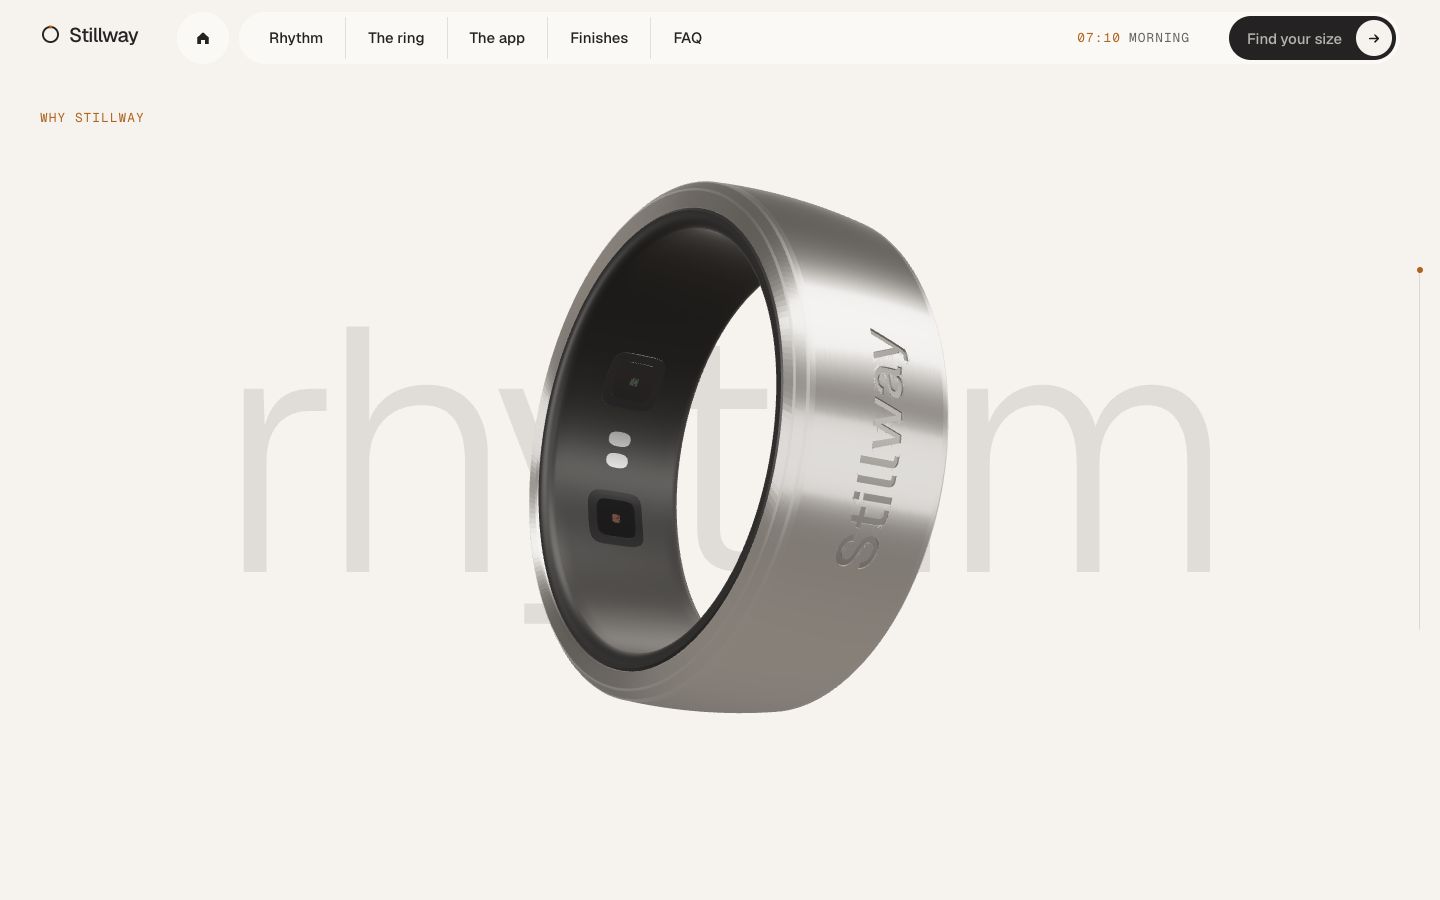 Stillway
Rhythm
The ring
The app
Finishes
FAQ
07:10 MORNING
Find your size
WHY STILLWAY
rhythm
Stillway